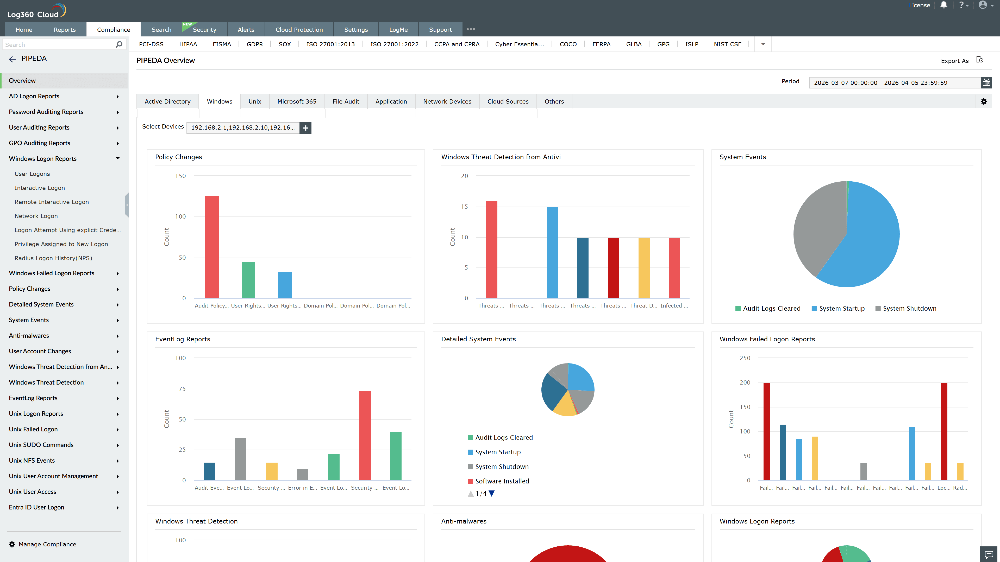 License
?
Log360 Cloud
Home
Reports
Compliance
Search
NEW
Security
Alerts
Cloud Protection
Settings
LogMe
Support
Search
PCI-DSS
HIPAA
FISMA
GDPR
SOX
ISO 27001:2013
ISO 27001:2022
CCPA and CPRA
Cyber Essentia...
COCO
FERPA
GLBA
GPG
ISLP
NIST CSF
PIPEDA
Overview
AD Logon Reports
Password Auditing Reports
User Auditing Reports
GPO Auditing Reports
Windows Logon Reports
User Logons
Interactive Logon
Remote Interactive Logon
Network Logon
Logon Attempt Using explicit Crede...
Privilege Assigned to New Logon
Radius Logon History(NPS)
Windows Failed Logon Reports
Policy Changes
Detailed System Events
System Events
Anti-malwares
User Account Changes
Windows Threat Detection from An...
Windows Threat Detection
EventLog Reports
Unix Logon Reports
Unix Failed Logon
Unix SUDO Commands
Unix NFS Events
Unix User Account Management
Unix User Access
Entra ID User Logon
Manage Compliance
PIPEDA Overview
Export As
Period
2026-03-07 00:00:00 - 2026-04-05 23:59:59
Active Directory
Windows
Unix
Microsoft 365
File Audit
Application
Network Devices
Cloud Sources
Others
Select Devices
192.168.2.1,192.168.2.10,192.16...
Policy Changes
150
100
50
0
Count
Audit Policy...
User Rights...
User Rights...
Domain Pol...
Domain Pol...
Domain Pol...
Windows Threat Detection from Antivi...
20
15
10
5
0
Count
Threats ...
Threats ...
Threats ...
Threats ...
Threats ...
Threat D...
Infected ...
System Events
Audit Logs Cleared
System Startup
System Shutdown
EventLog Reports
100
75
50
25
0
Count
Audit Eve...
Event Lo...
Security ...
Error in E...
Event Lo...
Security ...
Event Lo...
Detailed System Events
Audit Logs Cleared
System Startup
System Shutdown
Software Installed
1/4
Windows Failed Logon Reports
250
200
150
100
50
0
Count
Fail...
Fail...
Fail...
Fail...
Fail...
Fail...
Fail...
Fail...
Fail...
Fail...
Fail...
Loc...
Rad...
Windows Threat Detection
100
Anti-malwares
Windows Logon Reports